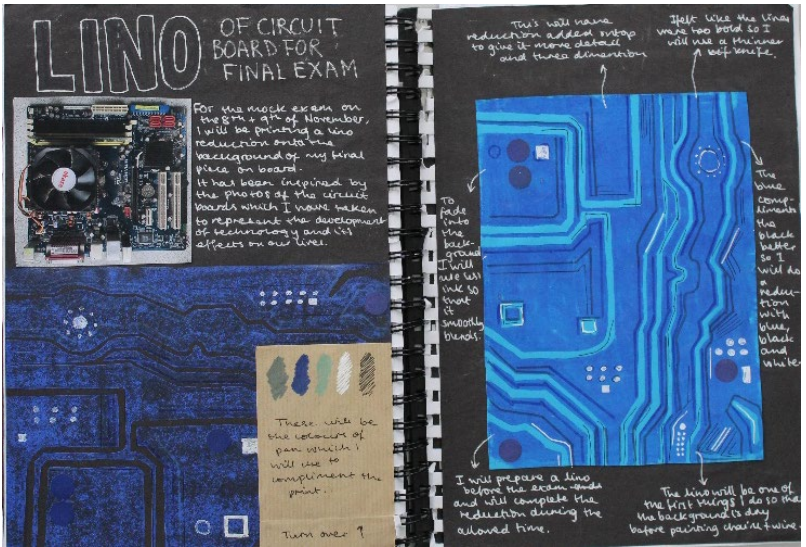 LINO
OF CIRCUIT
BOARD FOR
FINAL EXAM
For the mock exam on
the 8th + 9th of November,
I will be printing a lino
reduction onto the
background of my final
piece on board.
It has been inspired by
the photos of the circuit
boards which I have taken
to represent the development
of technology and it's
effects on our lives.
These will be
the colours of
pen which I
will use to
compliment the
print.
Turn over
This will have
reduction added ontop
to give it more detail
and three dimension
I felt like the lines
were too bold so I
will use a thinner
knife.
To
fade
into
the
back-
ground
I will
use less
ink so
that
it
smoothly
blends.
The
blue
comp-
liments
the
black
better
so I
will do
a
reduc-
tion
with
blue,
black
and
white
I will prepare a lino
before the exam
and will complete the
reduction during the
allowed time.
The lino will be one of
the first things I do so that
the background is dry
before painting chair + wire